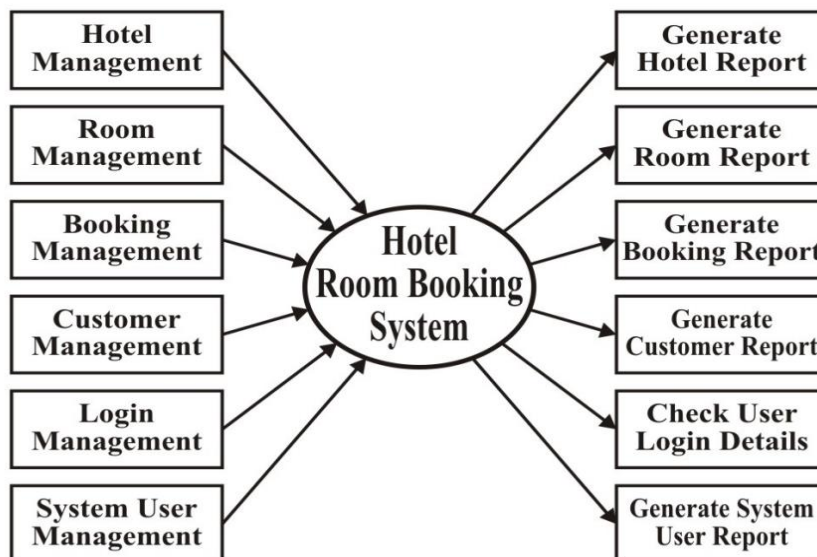 Hotel
Management
Room
Management
Booking
Management
Customer
Management
Login
Management
System User
Management
Hotel
Room Booking
System
Generate
Hotel Report
Generate
Room Report
Generate
Booking Report
Generate
Customer Report
Check User
Login Details
Generate System
User Report